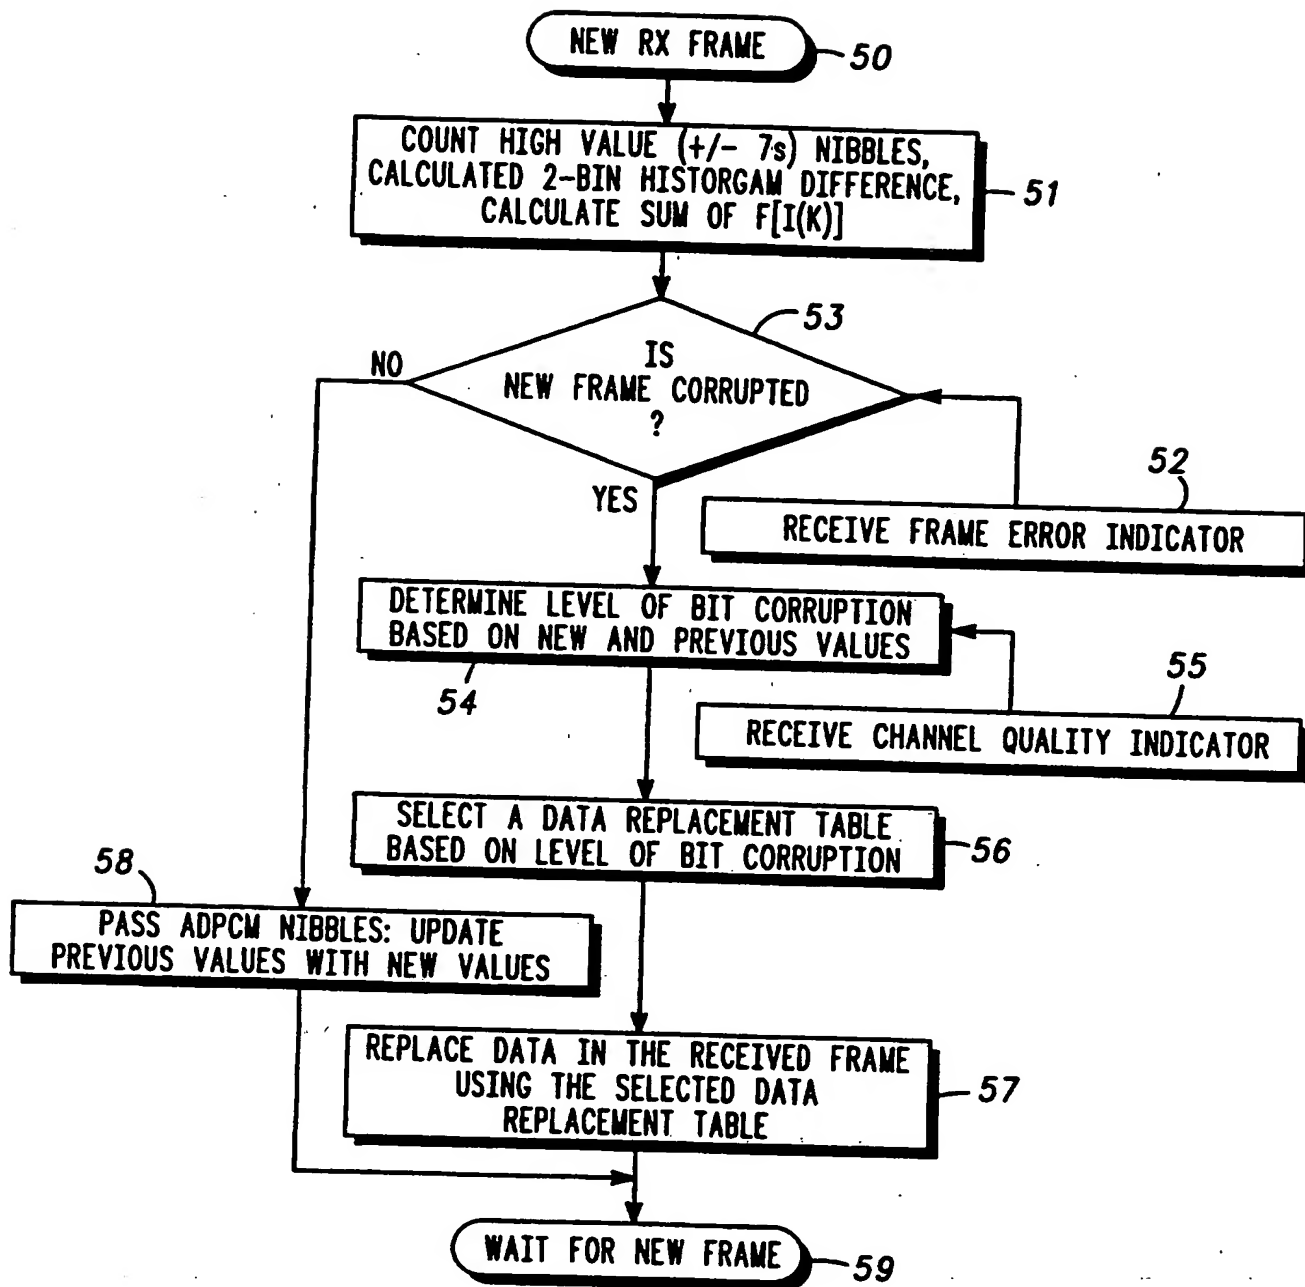 NEW RX FRAME
50
COUNT HIGH VALUE (+/- 7s) NIBBLES,
CALCULATED 2-BIN HISTORGAM DIFFERENCE,
CALCULATE SUM OF F[I(K)]
51
53
IS
NEW FRAME CORRUPTED
?
NO
YES
52
RECEIVE FRAME ERROR INDICATOR
DETERMINE LEVEL OF BIT CORRUPTION
BASED ON NEW AND PREVIOUS VALUES
54
55
RECEIVE CHANNEL QUALITY INDICATOR
SELECT A DATA REPLACEMENT TABLE
BASED ON LEVEL OF BIT CORRUPTION
56
58
PASS ADPCM NIBBLES: UPDATE
PREVIOUS VALUES WITH NEW VALUES
REPLACE DATA IN THE RECEIVED FRAME
USING THE SELECTED DATA
REPLACEMENT TABLE
57
WAIT FOR NEW FRAME
59